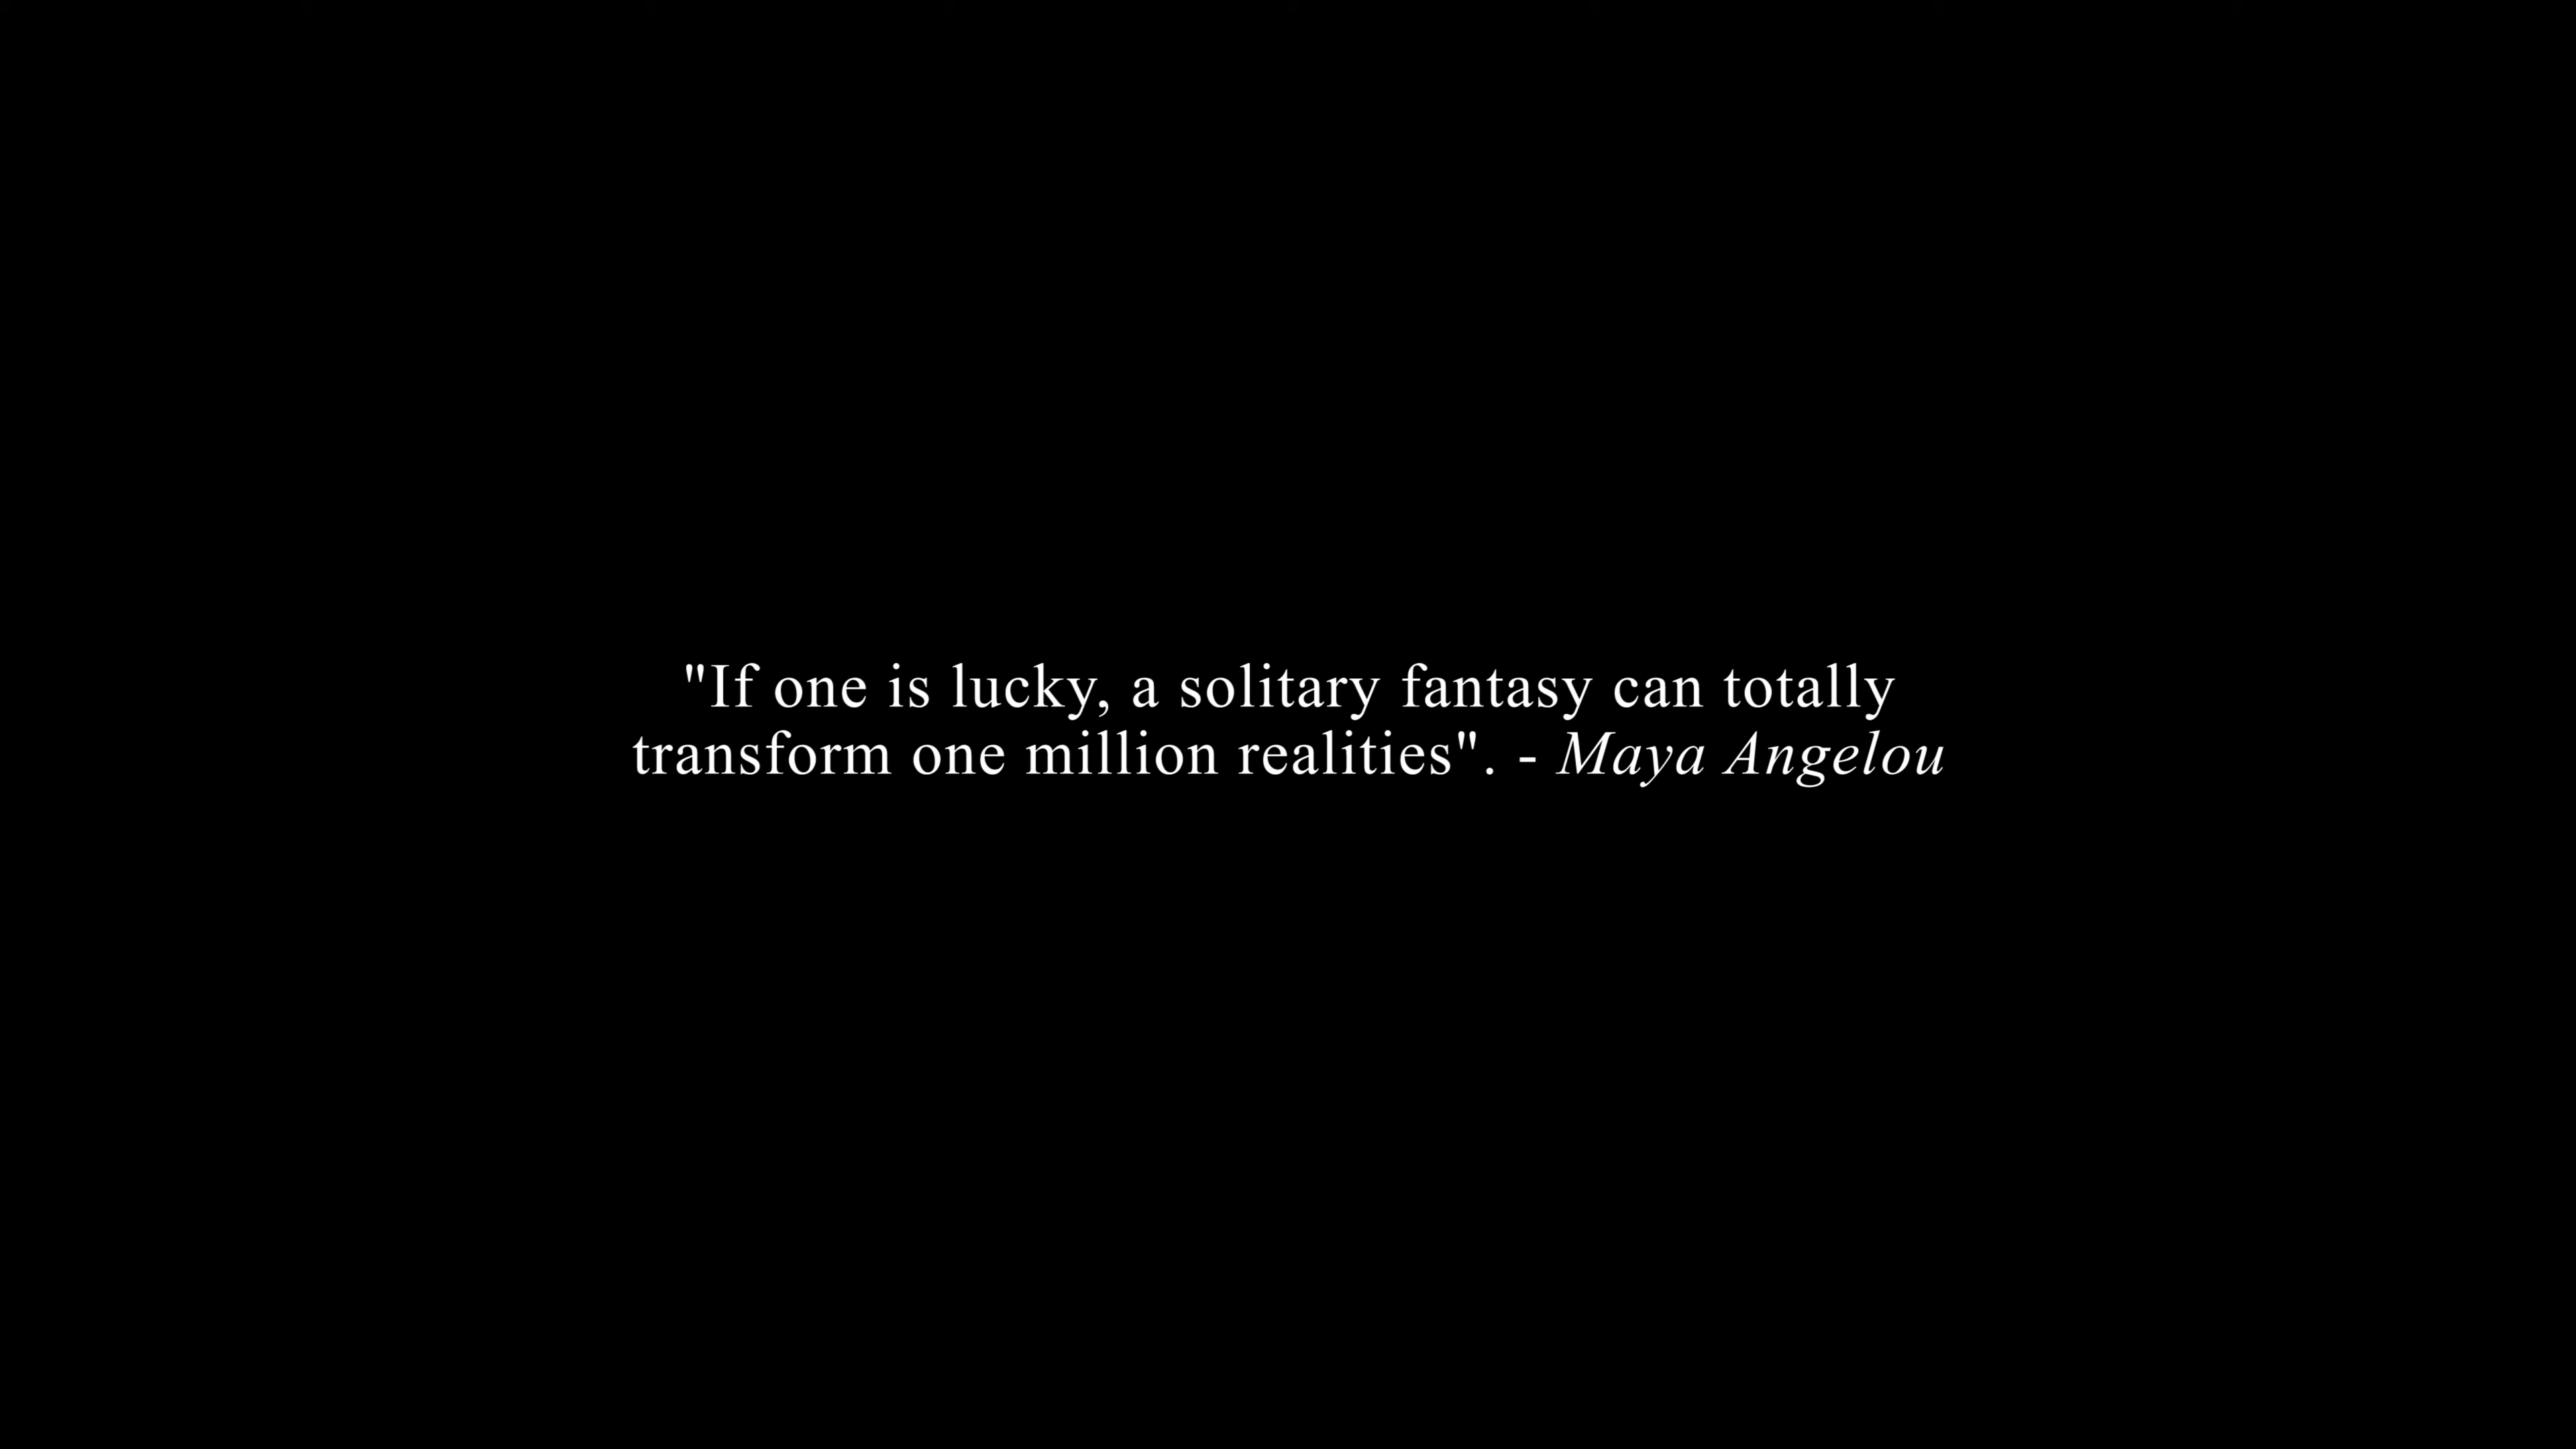 "If one is lucky, a solitary fantasy can totally
transform one million realities". - Maya Angelou